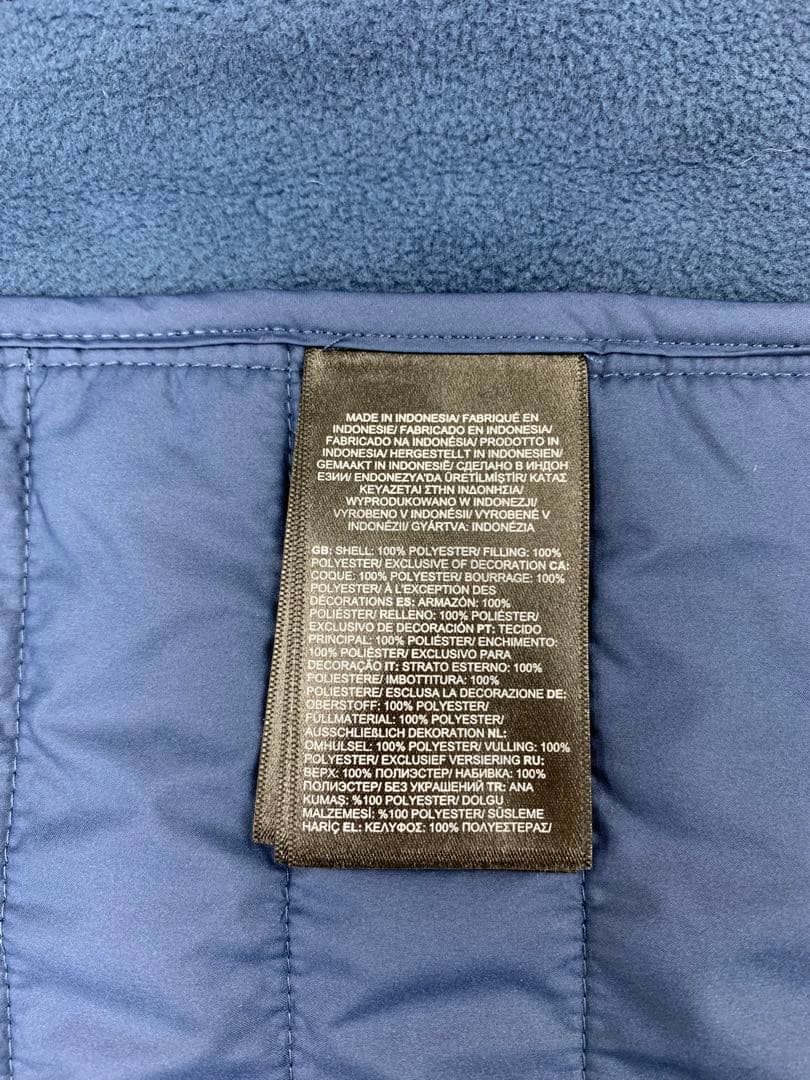 MADE IN INDONESIA/ FABRIQUÉ EN
INDONESIE/ FABRICADO EN INDONESIA/
FABRICADO NA INDONÉSIA/ PRODOTTO IN
INDONESIA/ HERGESTELLT IN INDONESIEN/
GEMAAKT IN INDONESIË/ СДЕЛАНО В ИНДОН
ЕЗИИ/ ENDONEZYA'DA ÜRETİLMİŞTİR/ ΚΑΤΑΣ
ΚΕΥΑΖΕΤΑΙ ΣΤΗΝ ΙΝΔΟΝΗΣΙΑ/
WYPRODUKOWANO W INDONEZJI/
VYROBENO V INDONÉSII/ VYROBENÉ V
INDONÉZII/ GYÁRTVA: INDONÉZIA
GB: SHELL: 100% POLYESTER/ FILLING: 100%
POLYESTER/ EXCLUSIVE OF DECORATION CA:
COQUE: 100% POLYESTER/ BOURRAGE: 100%
POLYESTER/ À L'EXCEPTION DES
DÉCORATIONS ES: ARMAZÓN: 100%
POLIÉSTER/ RELLENO: 100% POLIÉSTER/
EXCLUSIVO DE DECORACIÓN PT: TECIDO
PRINCIPAL: 100% POLIÉSTER/ ENCHIMENTO:
100% POLIÉSTER/ EXCLUSIVO PARA
DECORAÇÃO IT: STRATO ESTERNO: 100%
POLIESTERE/ IMBOTTITURA: 100%
POLIESTERE/ ESCLUSA LA DECORAZIONE DE:
OBERSTOFF: 100% POLYESTER/
FÜLLMATERIAL: 100% POLYESTER/
AUSSCHLIEßLICH DEKORATION NL:
OMHULSEL: 100% POLYESTER/ VULLING: 100%
POLYESTER/ EXCLUSIEF VERSIERING RU:
ВЕРХ: 100% ПОЛИЭСТЕР/ НАБИВКА: 100%
ПОЛИЭСТЕР/ БЕЗ УКРАШЕНИЙ TR: ANA
KUMAŞ: %100 POLYESTER/ DOLGU
MALZEMESİ: %100 POLYESTER/ SÜSLEME
HARİÇ EL: ΚΕΛΥΦΟΣ: 100% ΠΟΛΥΕΣΤΕΡΑΣ/